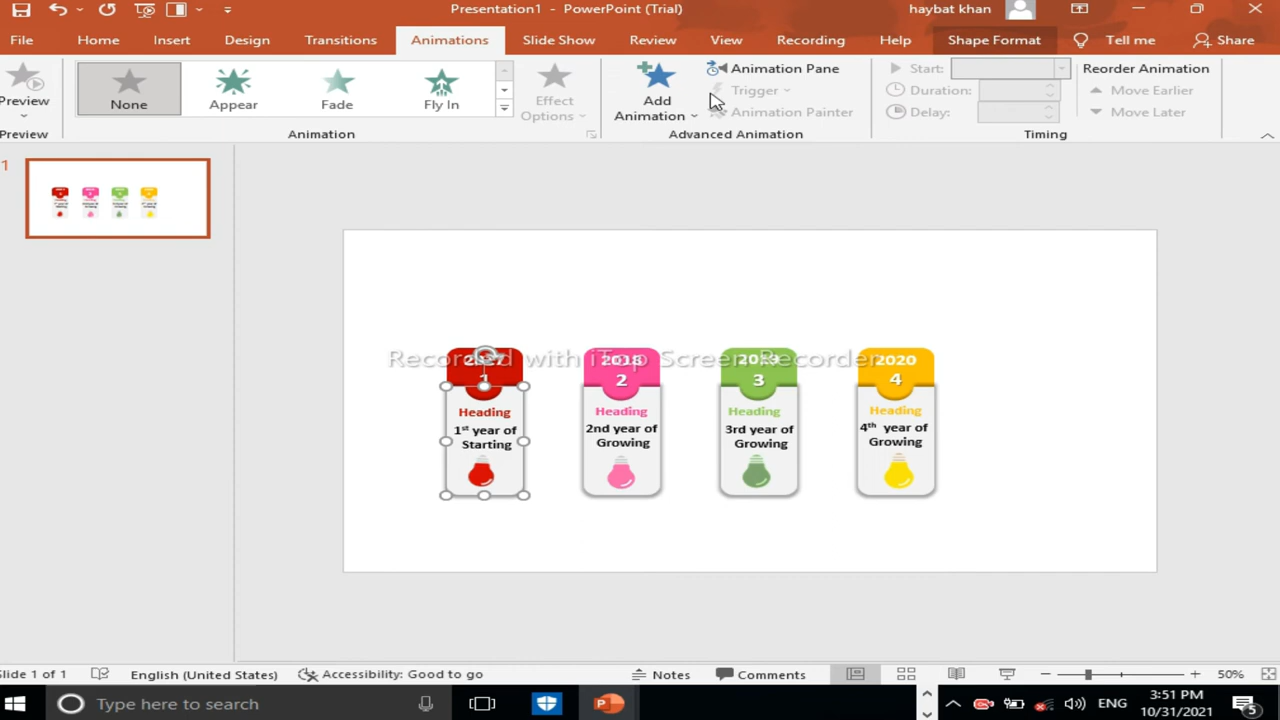 Presentation1 - PowerPoint (Trial)
haybat khan
File Home Insert Design Transitions Animations Slide Show Review View Recording Help Shape Format Tell me Share
Preview
None
Appear
Fade
Fly In
Effect Options
Add Animation
Animation Pane
Trigger
Animation Painter
Start:
Duration:
Delay:
Reorder Animation
Move Earlier
Move Later
Preview
Animation
Advanced Animation
Timing
1
Recorded with iTop Screen Recorder
Heading
1st year of
Starting
2018
2
Heading
2nd year of
Growing
2019
3
Heading
3rd year of
Growing
2020
4
Heading
4th year of
Growing
Slide 1 of 1
English (United States)
Accessibility: Good to go
Notes
Comments
50%
Type here to search
ENG
3:51 PM
10/31/2021
5